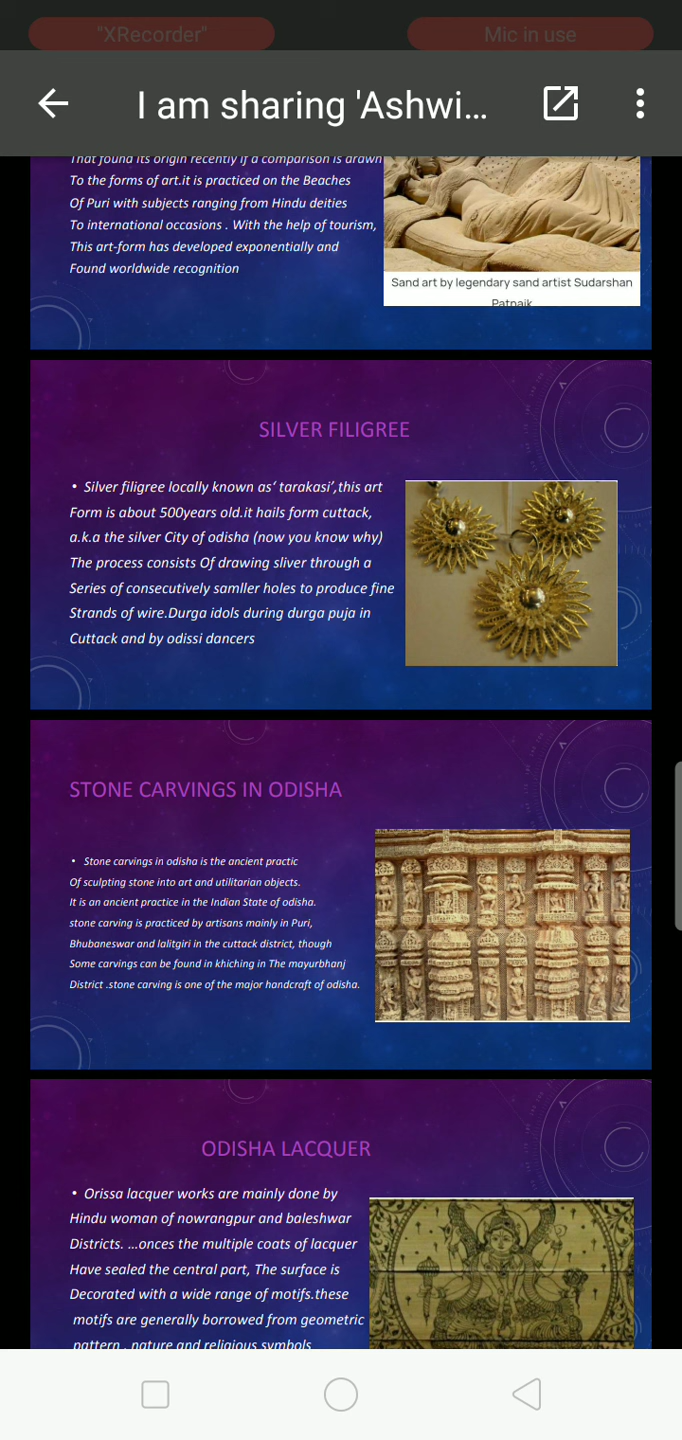 "XRecorder"
Mic in use
I am sharing 'Ashwi...
That found its origin recently if a comparison is drawn
To the forms of art.it is practiced on the Beaches
Of Puri with subjects ranging from Hindu deities
To international occasions . With the help of tourism,
This art-form has developed exponentially and
Found worldwide recognition
Sand art by legendary sand artist Sudarshan
Patnaik
SILVER FILIGREE
• Silver filigree locally known as' tarakasi',this art
Form is about 500years old.it hails form cuttack,
a.k.a the silver City of odisha (now you know why)
The process consists Of drawing sliver through a
Series of consecutively samller holes to produce fine
Strands of wire.Durga idols during durga puja in
Cuttack and by odissi dancers
STONE CARVINGS IN ODISHA
• Stone carvings in odisha is the ancient practic
Of sculpting stone into art and utilitarian objects.
It is an ancient practice in the Indian State of odisha.
stone carving is practiced by artisans mainly in Puri,
Bhubaneswar and lalitgiri in the cuttack district, though
Some carvings can be found in khiching in The mayurbhanj
District .stone carving is one of the major handcraft of odisha.
ODISHA LACQUER
• Orissa lacquer works are mainly done by
Hindu woman of nowrangpur and baleshwar
Districts. ...onces the multiple coats of lacquer
Have sealed the central part, The surface is
Decorated with a wide range of motifs.these
motifs are generally borrowed from geometric
pattern , nature and religious symbols